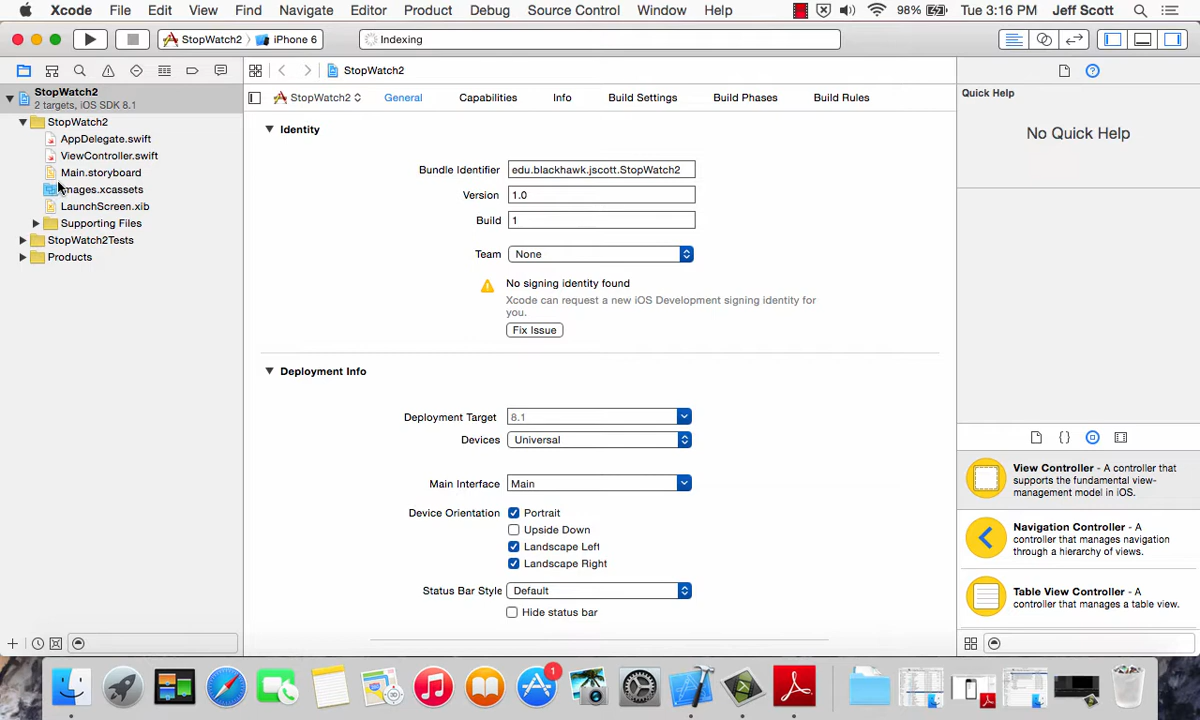 Xcode File Edit View Find Navigate Editor Product Debug Source Control Window Help 98% Tue 3:16 PM Jeff Scott
StopWatch2 iPhone 6 Indexing
StopWatch2
StopWatch2
2 targets, iOS SDK 8.1
StopWatch2
AppDelegate.swift
ViewController.swift
Main.storyboard
Images.xcassets
LaunchScreen.xib
Supporting Files
StopWatch2Tests
Products
StopWatch2 General Capabilities Info Build Settings Build Phases Build Rules
Identity
Bundle Identifier edu.blackhawk.jscott.StopWatch2
Version 1.0
Build 1
Team None
No signing identity found
Xcode can request a new iOS Development signing identity for
you.
Fix Issue
Deployment Info
Deployment Target 8.1
Devices Universal
Main Interface Main
Device Orientation Portrait
Upside Down
Landscape Left
Landscape Right
Status Bar Style Default
Hide status bar
Quick Help
No Quick Help
View Controller - A controller that
supports the fundamental view-
management model in iOS.
Navigation Controller - A
controller that manages navigation
through a hierarchy of views.
Table View Controller - A
controller that manages a table view.
1